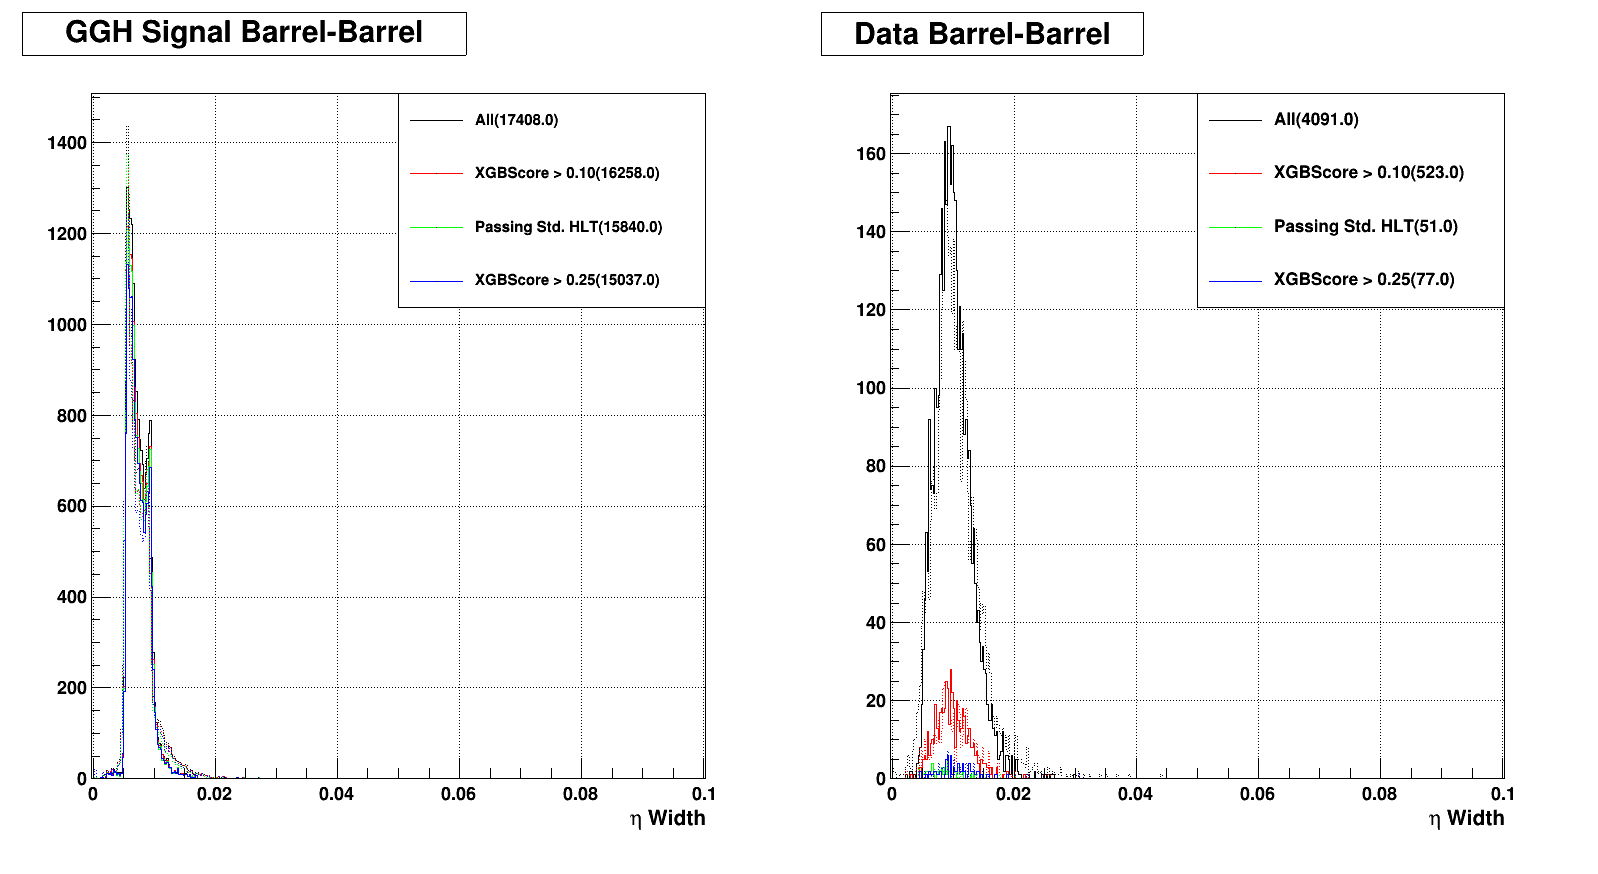 GGH Signal Barrel-Barrel
All(17408.0)
XGBScore > 0.10(16258.0)
Passing Std. HLT(15840.0)
XGBScore > 0.25(15037.0)
1400
1200
1000
800
600
400
200
0
0 0.02 0.04 0.06 0.08 0.1
η Width
Data Barrel-Barrel
All(4091.0)
XGBScore > 0.10(523.0)
Passing Std. HLT(51.0)
XGBScore > 0.25(77.0)
160
140
120
100
80
60
40
20
0
0 0.02 0.04 0.06 0.08 0.1
η Width